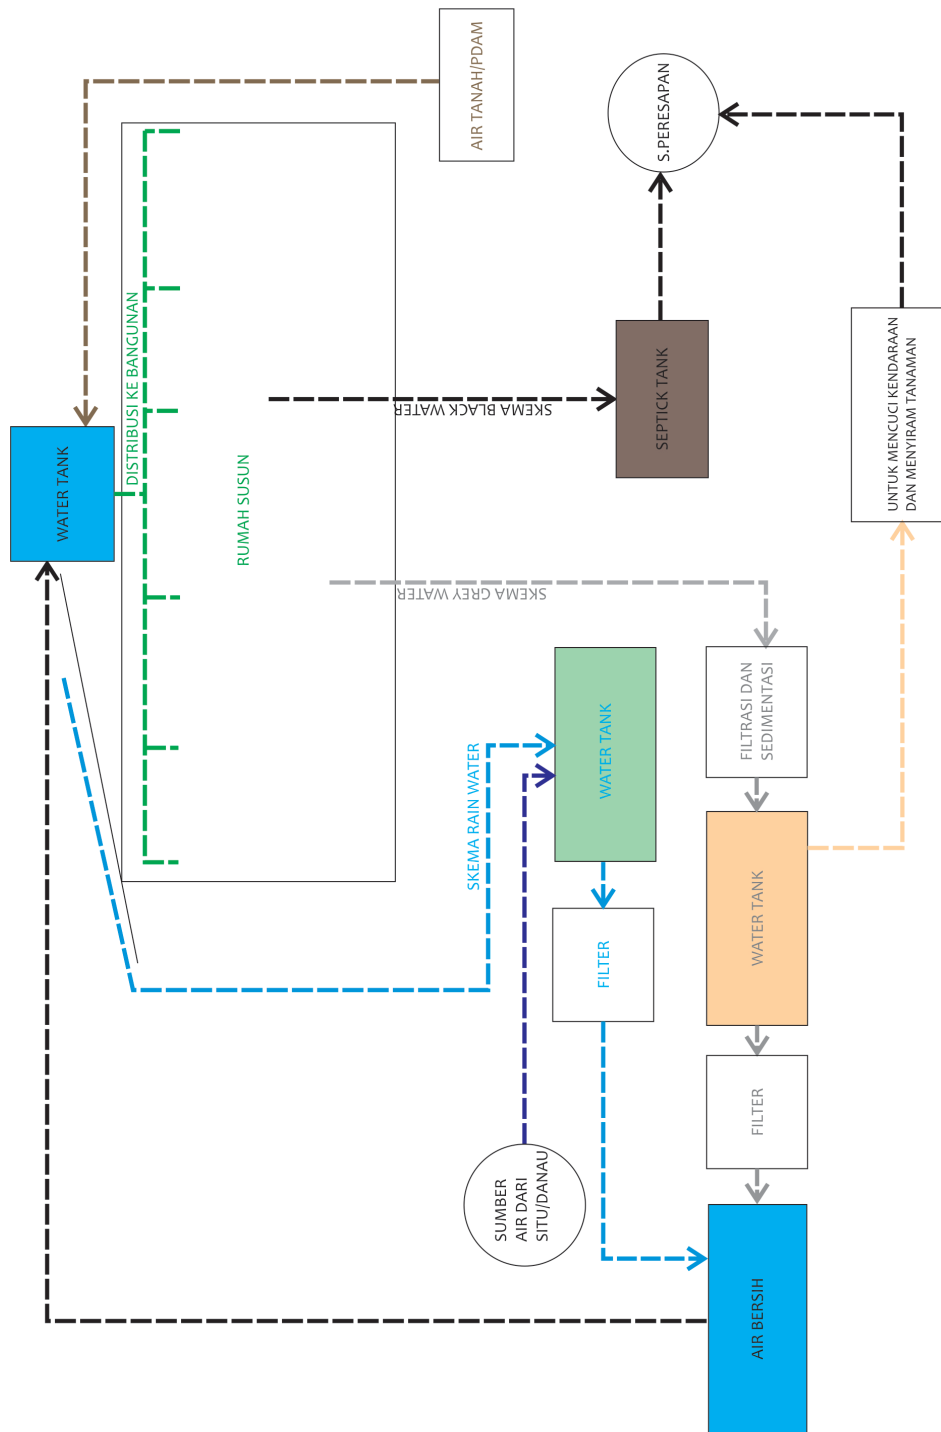 WATER TANK
AIR TANAH/PDAM
DISTRIBUSI KE BANGUNAN
RUMAH SUSUN
SKEMA BLACK WATER
SEPTICK TANK
S.PERESAPAN
UNTUK MENCUCI KENDARAAN
DAN MENYIRAM TANAMAN
SKEMA GREY WATER
FILTRASI DAN
SEDIMENTASI
WATER TANK
FILTER
AIR BERSIH
SKEMA RAIN WATER
WATER TANK
FILTER
SUMBER
AIR DARI
SITU/DANAU